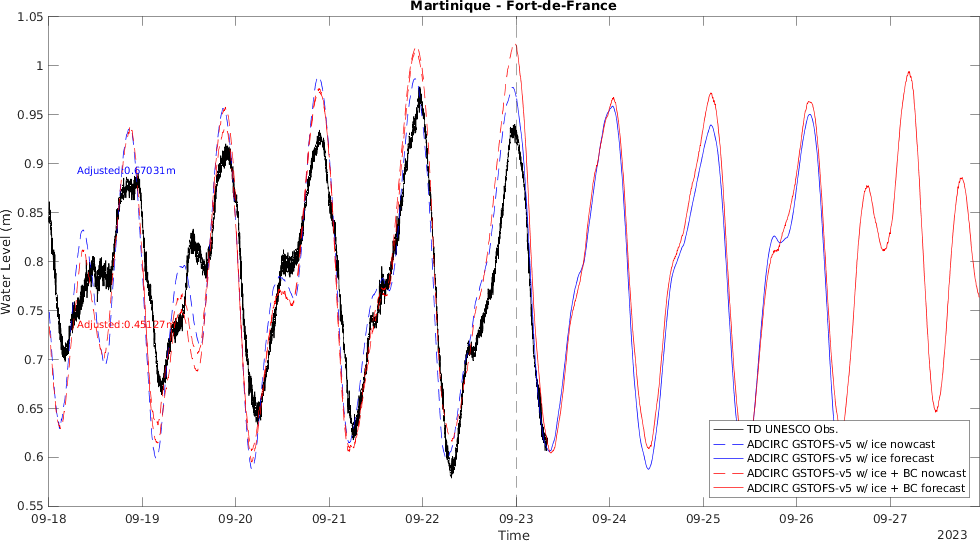 Martinique - Fort-de-France
1.05
1
0.95
0.9
0.85
0.8
0.75
0.7
0.65
0.6
0.55
Water Level (m)
Adjusted:0.67031m
Adjusted:0.45127m
TD UNESCO Obs.
ADCIRC GSTOFS-v5 w/ ice nowcast
ADCIRC GSTOFS-v5 w/ ice forecast
ADCIRC GSTOFS-v5 w/ ice + BC nowcast
ADCIRC GSTOFS-v5 w/ ice + BC forecast
09-18 09-19 09-20 09-21 09-22 09-23 09-24 09-25 09-26 09-27
Time
2023